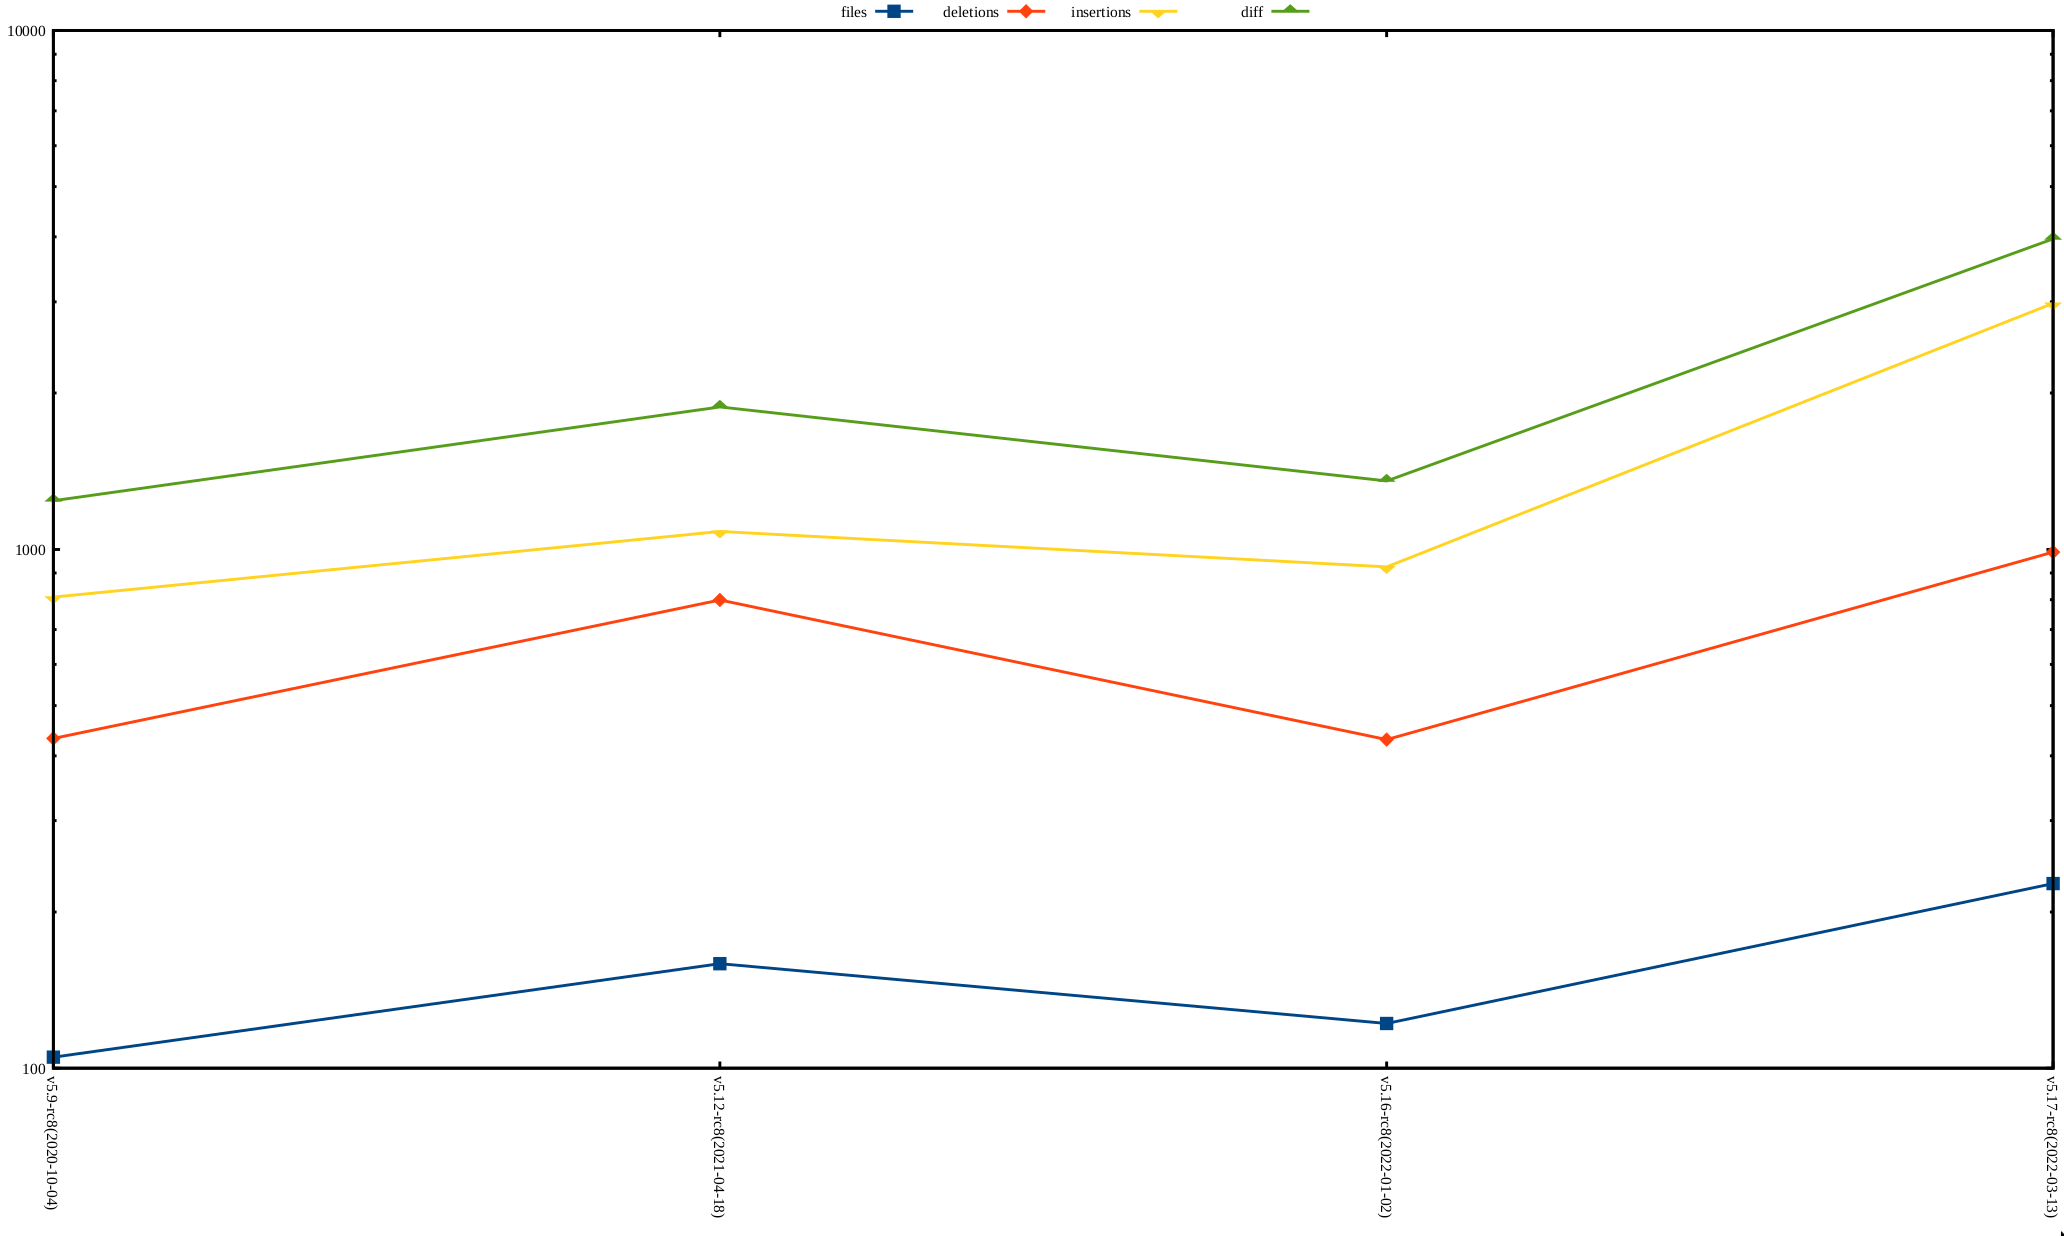 files deletions insertions diff
10000
1000
100
v5.9-rc8(2020-10-04)
v5.12-rc8(2021-04-18)
v5.16-rc8(2022-01-02)
v5.17-rc8(2022-03-13)